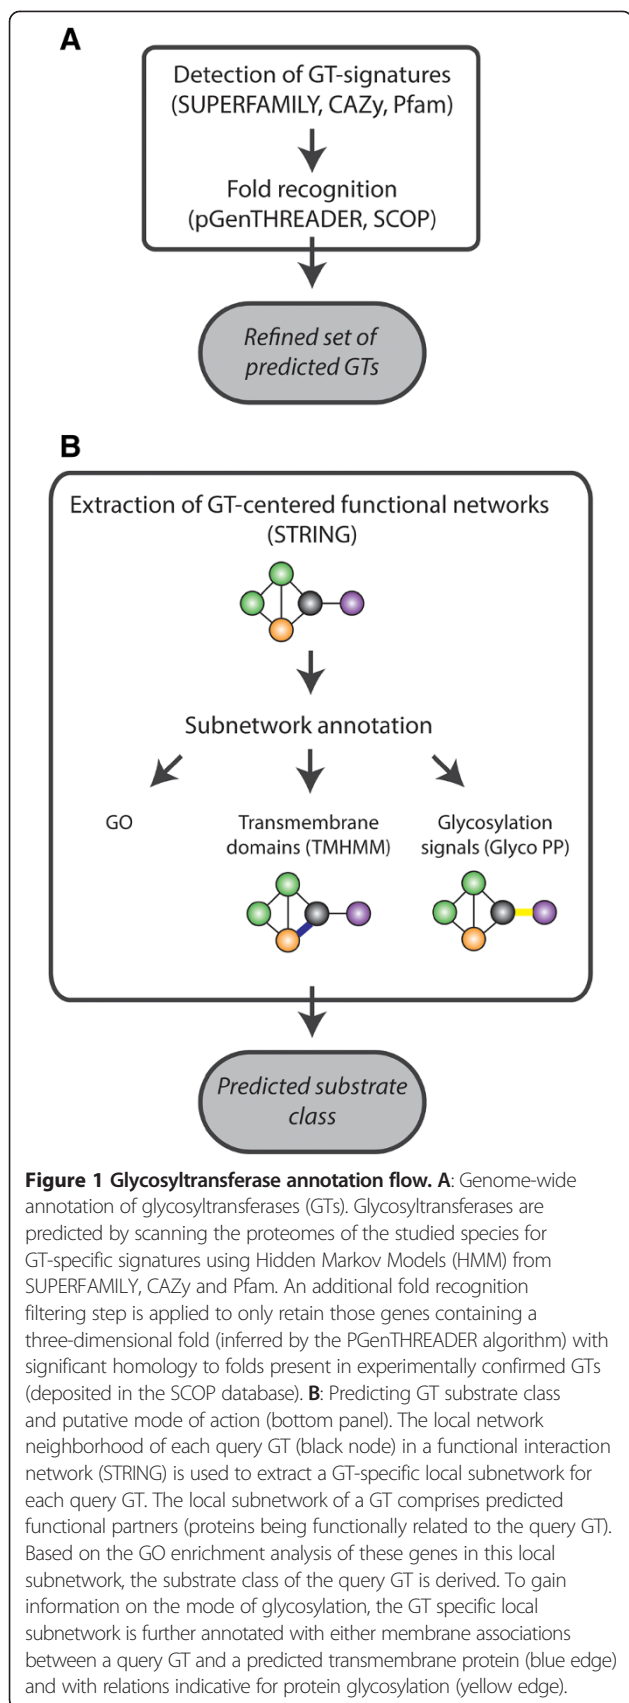 A
Detection of GT-signatures
(SUPERFAMILY, CAZy, Pfam)
Fold recognition
(pGenTHREADER, SCOP)
Refined set of
predicted GTs
B
Extraction of GT-centered functional networks
(STRING)
Subnetwork annotation
GO
Transmembrane
domains (TMHMM)
Glycosylation
signals (Glyco PP)
Predicted substrate
class
Figure 1 Glycosyltransferase annotation flow. A: Genome-wide
annotation of glycosyltransferases (GTs). Glycosyltransferases are
predicted by scanning the proteomes of the studied species for
GT-specific signatures using Hidden Markov Models (HMM) from
SUPERFAMILY, CAZy and Pfam. An additional fold recognition
filtering step is applied to only retain those genes containing a
three-dimensional fold (inferred by the PGenTHREADER algorithm) with
significant homology to folds present in experimentally confirmed GTs
(deposited in the SCOP database). B: Predicting GT substrate class
and putative mode of action (bottom panel). The local network
neighborhood of each query GT (black node) in a functional interaction
network (STRING) is used to extract a GT-specific local subnetwork for
each query GT. The local subnetwork of a GT comprises predicted
functional partners (proteins being functionally related to the query GT).
Based on the GO enrichment analysis of these genes in this local
subnetwork, the substrate class of the query GT is derived. To gain
information on the mode of glycosylation, the GT specific local
subnetwork is further annotated with either membrane associations
between a query GT and a predicted transmembrane protein (blue edge)
and with relations indicative for protein glycosylation (yellow edge).